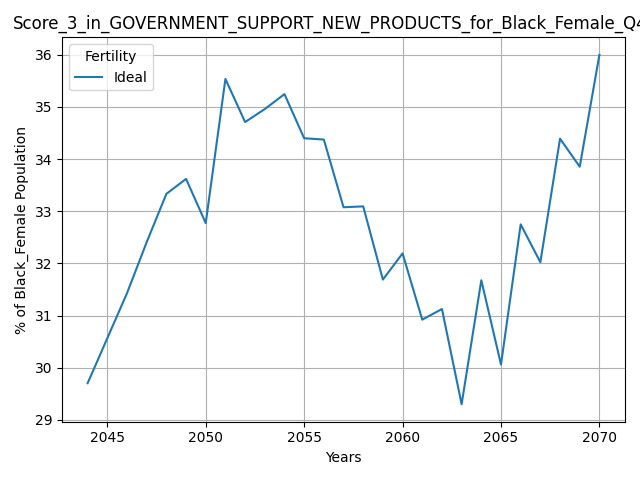 Score_3_in_GOVERNMENT_SUPPORT_NEW_PRODUCTS_for_Black_Female_Q4
Fertility
Ideal
36
35
34
33
32
31
30
29
% of Black_Female Population
2045 2050 2055 2060 2065 2070
Years